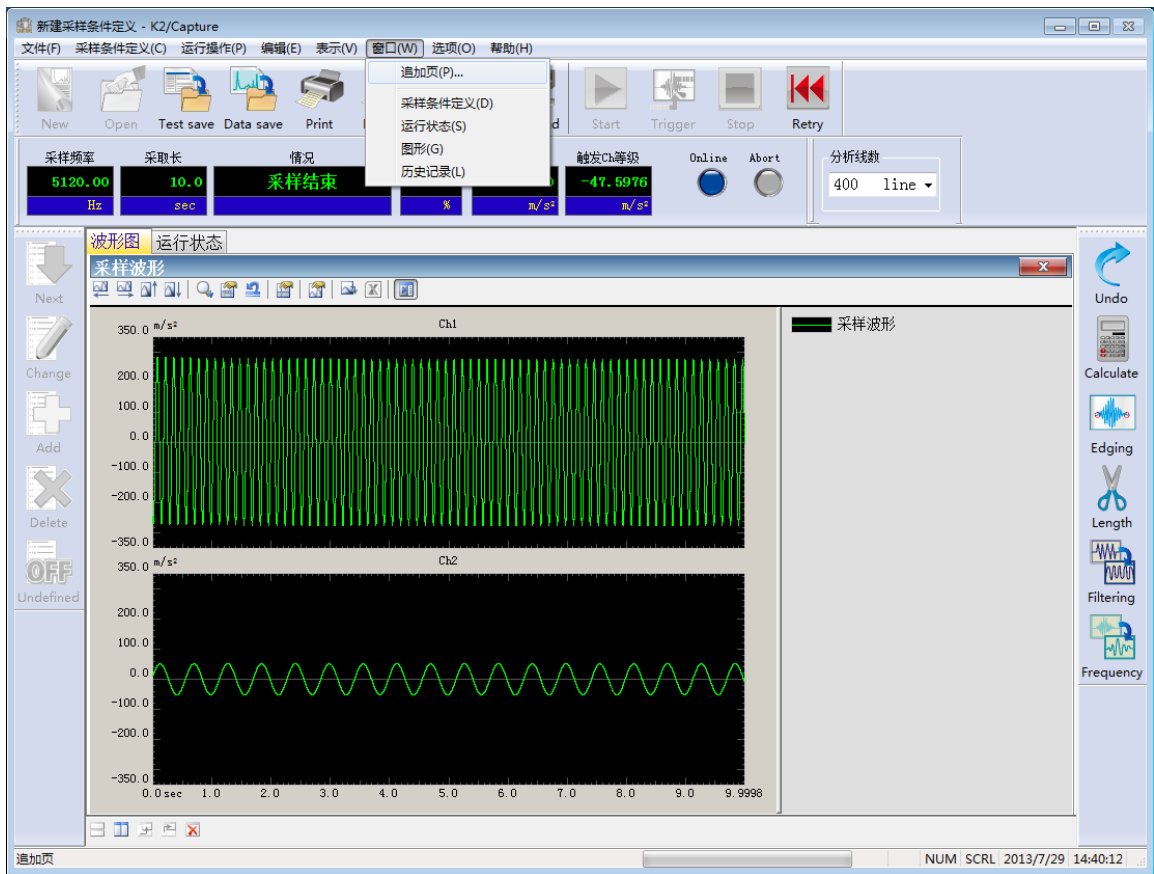 新建采样条件定义 - K2/Capture
文件(F) 采样条件定义(C) 运行操作(P) 编辑(E) 表示(V) 窗口(W) 选项(O) 帮助(H)
追加页(P)...
采样条件定义(D)
运行状态(S)
图形(G)
历史记录(L)
New Open Test save Data save Print Start Trigger Stop Retry
采样频率 采取长 情况 触发Ch等级 Online Abort 分析线数
5120.00 10.0 采样结束 -47.5976 400 line
Hz sec % m/s² m/s²
波形图 运行状态
采样波形
Next
Change
Add
Delete
OFF
Undefined
350.0 m/s² Ch1
200.0
100.0
0.0
-100.0
-200.0
-350.0
350.0 m/s² Ch2
200.0
100.0
0.0
-100.0
-200.0
-350.0
0.0sec 1.0 2.0 3.0 4.0 5.0 6.0 7.0 8.0 9.0 9.9998
采样波形
Undo
Calculate
Edging
Length
Filtering
Frequency
追加页 NUM SCRL 2013/7/29 14:40:12